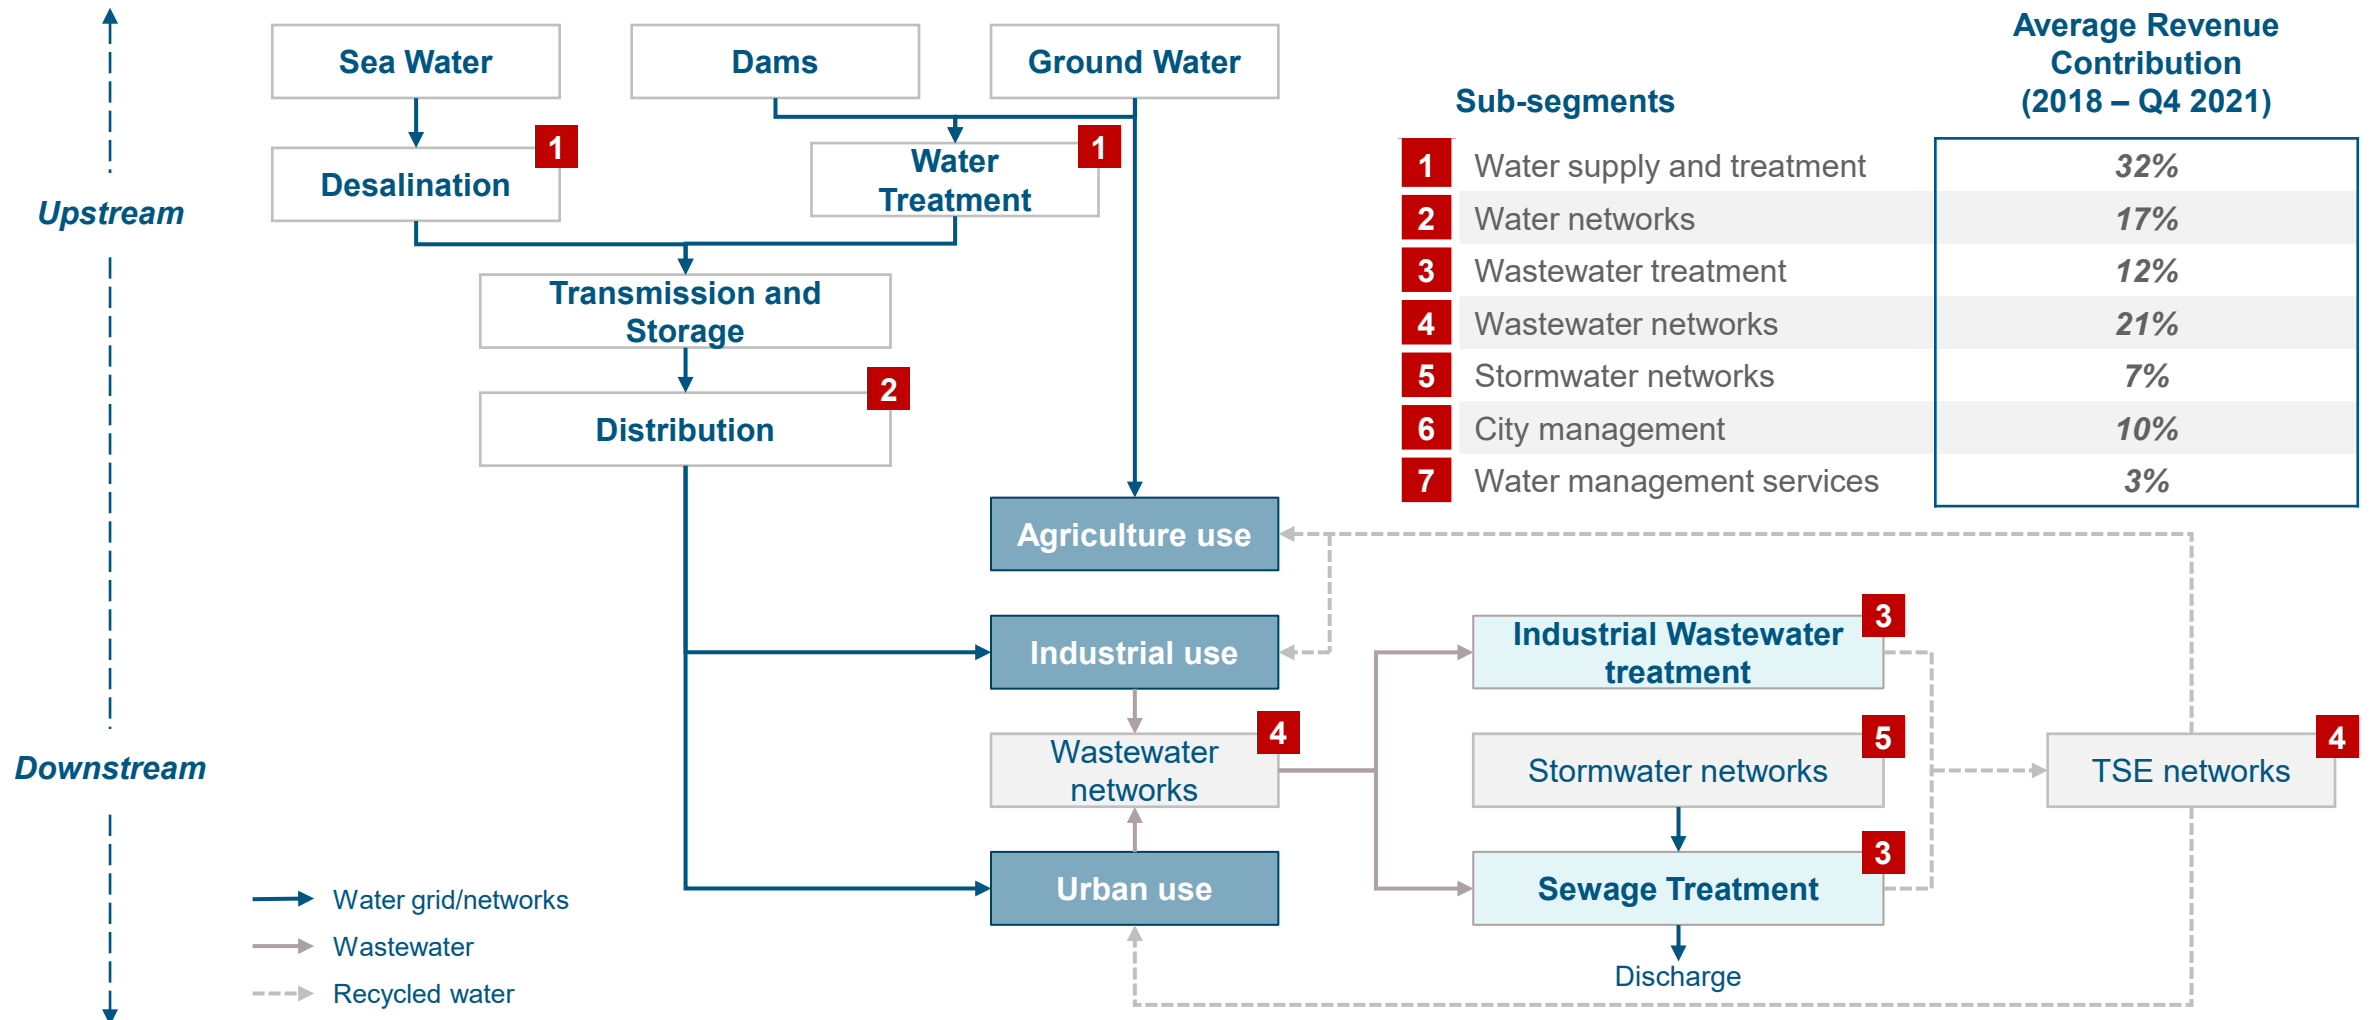 Upstream
Downstream
Sea Water
Dams
Ground Water
1
Desalination
1
Water
Treatment
Transmission and
Storage
2
Distribution
Agriculture use
Industrial use
4
Wastewater
networks
Urban use
3
Industrial Wastewater
treatment
5
Stormwater networks
3
Sewage Treatment
Discharge
4
TSE networks
Water grid/networks
Wastewater
Recycled water
Sub-segments
Average Revenue
Contribution
(2018 – Q4 2021)
1 Water supply and treatment 32%
2 Water networks 17%
3 Wastewater treatment 12%
4 Wastewater networks 21%
5 Stormwater networks 7%
6 City management 10%
7 Water management services 3%